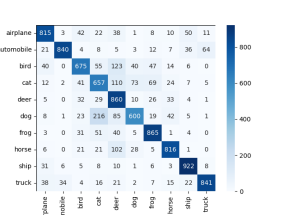 airplane 815 3 42 22 38 1 8 10 50 11
utomobile 21 840 4 8 5 3 12 7 36 64
bird 40 0 675 55 123 40 47 14 6 0
cat 12 2 41 657 110 73 69 24 7 5
deer 5 0 32 29 860 10 26 33 4 1
dog 8 1 23 216 85 600 19 42 5 1
frog 3 0 31 51 40 5 865 1 4 0
horse 6 0 21 21 102 28 5 816 1 0
ship 31 6 5 8 10 1 6 3 922 8
truck 38 34 4 16 21 2 7 15 22 841
airplane mobile bird cat deer dog frog horse ship truck
800
600
400
200
0